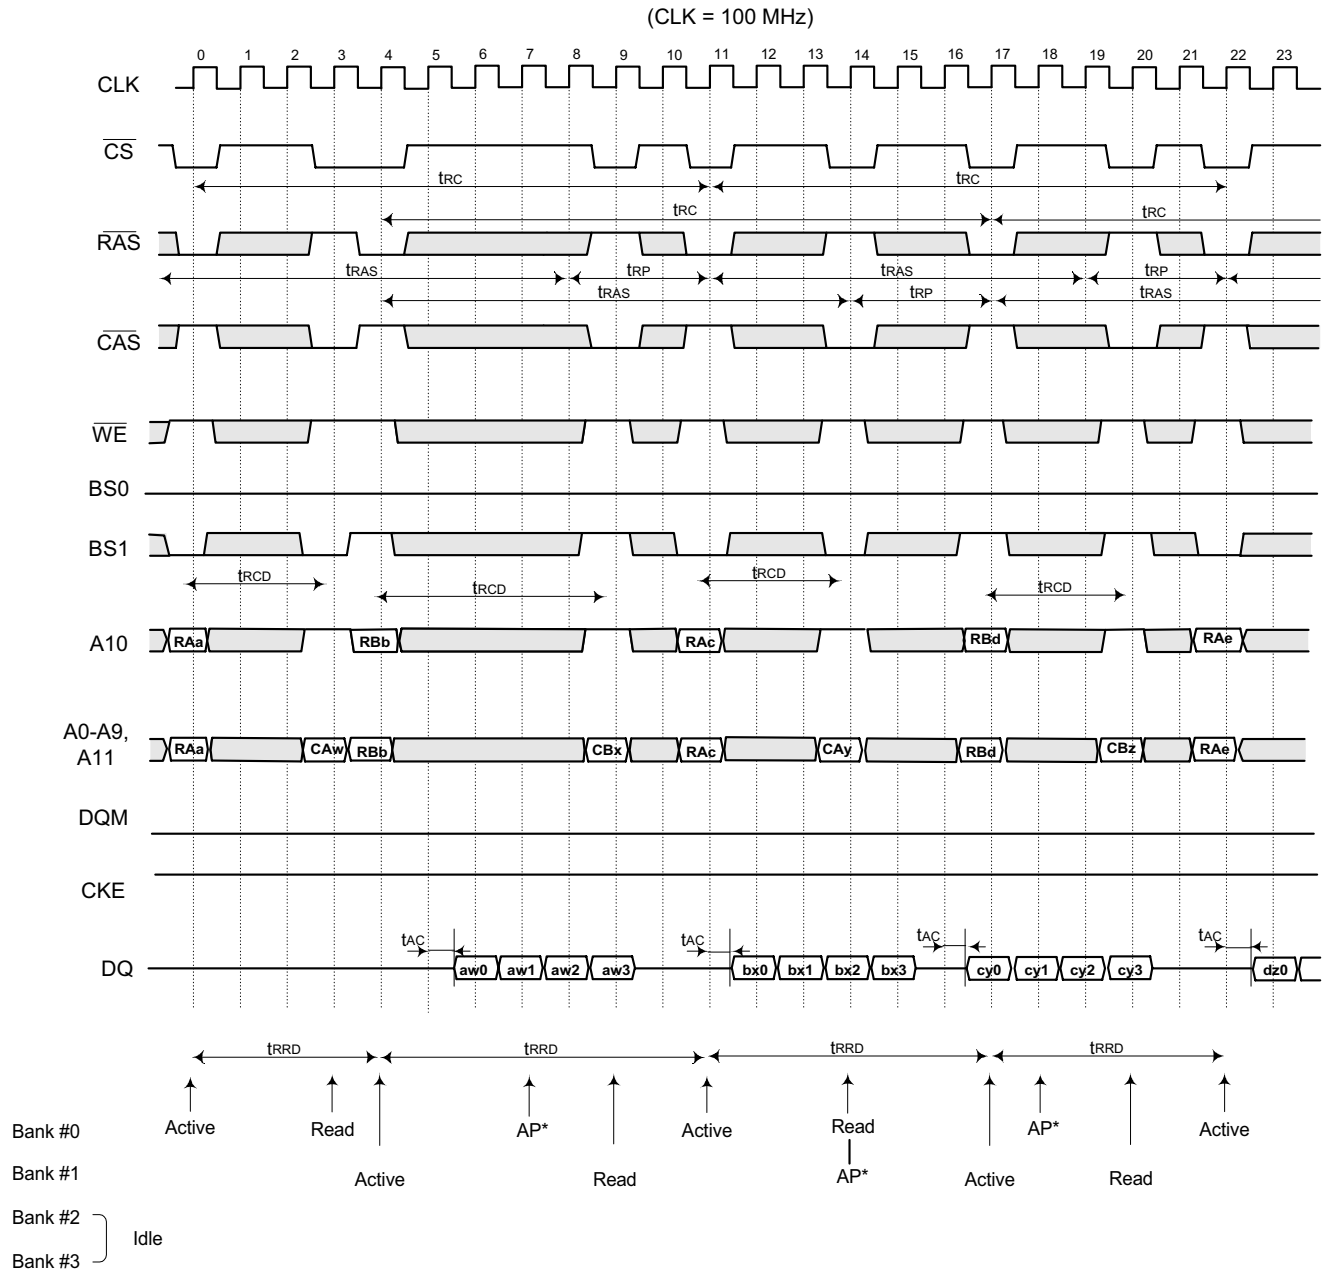 (CLK = 100 MHz)
0 1 2 3 4 5 6 7 8 9 10 11 12 13 14 15 16 17 18 19 20 21 22 23
CLK
CS
tRC tRC
tRC tRC
RAS
tRAS tRP tRAS tRP
tRAS tRP tRAS
CAS
WE
BS0
BS1
tRCD tRCD tRCD tRCD
A10 RAa RBb RAc RBd RAe
A0-A9,
A11
RAa CAw RBb CBx RAc CAy RBd CBz RAe
DQM
CKE
tAC tAC tAC tAC
DQ aw0 aw1 aw2 aw3 bx0 bx1 bx2 bx3 cy0 cy1 cy2 cy3 dz0
tRRD tRRD tRRD tRRD
Bank #0 Active Read AP* Active Read AP* Active
Bank #1 Active Read AP* Active Read
Bank #2
Idle
Bank #3